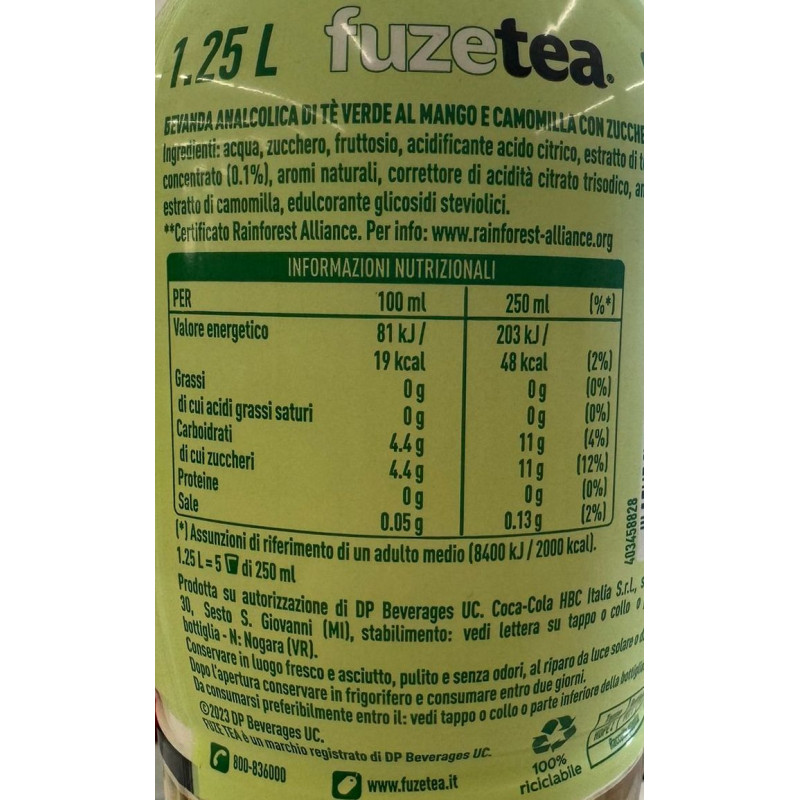 1.25 L fuzetea
BEVANDA ANALCOLICA DI TÈ VERDE AL MANGO E CAMOMILLA CON ZUCCHE
Ingredienti: acqua, zucchero, fruttosio, acidificante acido citrico, estratto di t
concentrato (0.1%), aromi naturali, correttore di acidità citrato trisodico, an
estratto di camomilla, edulcorante glicosidi steviolici.
**Certificato Rainforest Alliance. Per info: www.rainforest-alliance.org
INFORMAZIONI NUTRIZIONALI
PER 100 ml 250 ml (%*)
Valore energetico 81 kJ / 203 kJ /
19 kcal 48 kcal (2%)
Grassi 0 g 0 g (0%)
di cui acidi grassi saturi 0 g 0 g (0%)
Carboidrati 4.4 g 11 g (4%)
di cui zuccheri 4.4 g 11 g (12%)
Proteine 0 g 0 g (0%)
Sale 0.05 g 0.13 g (2%)
(*) Assunzioni di riferimento di un adulto medio (8400 kJ / 2000 kcal).
1.25 L = 5 di 250 ml
403458828
Prodotta su autorizzazione di DP Beverages UC. Coca-Cola HBC Italia S.r.l., s
30, Sesto S. Giovanni (MI), stabilimento: vedi lettera su tappo o collo o
bottiglia - N: Nogara (VR).
Conservare in luogo fresco e asciutto, pulito e senza odori, al riparo da luce solare o d
Dopo l'apertura conservare in frigorifero e consumare entro due giorni.
Da consumarsi preferibilmente entro il: vedi tappo o collo o parte inferiore della bottiglia
©2023 DP Beverages UC.
FUZE TEA è un marchio registrato di DP Beverages UC.
800-836000 www.fuzetea.it
100%
riciclabile